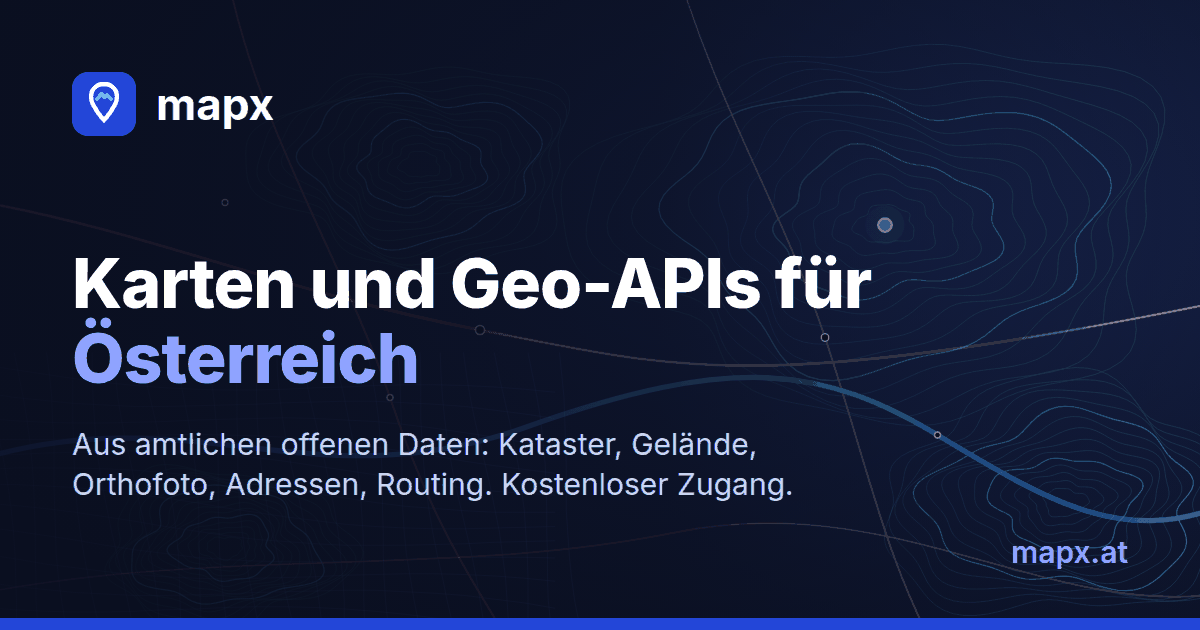 mapx
Karten und Geo-APIs für
Österreich
Aus amtlichen offenen Daten: Kataster, Gelände,
Orthofoto, Adressen, Routing. Kostenloser Zugang.
mapx.at